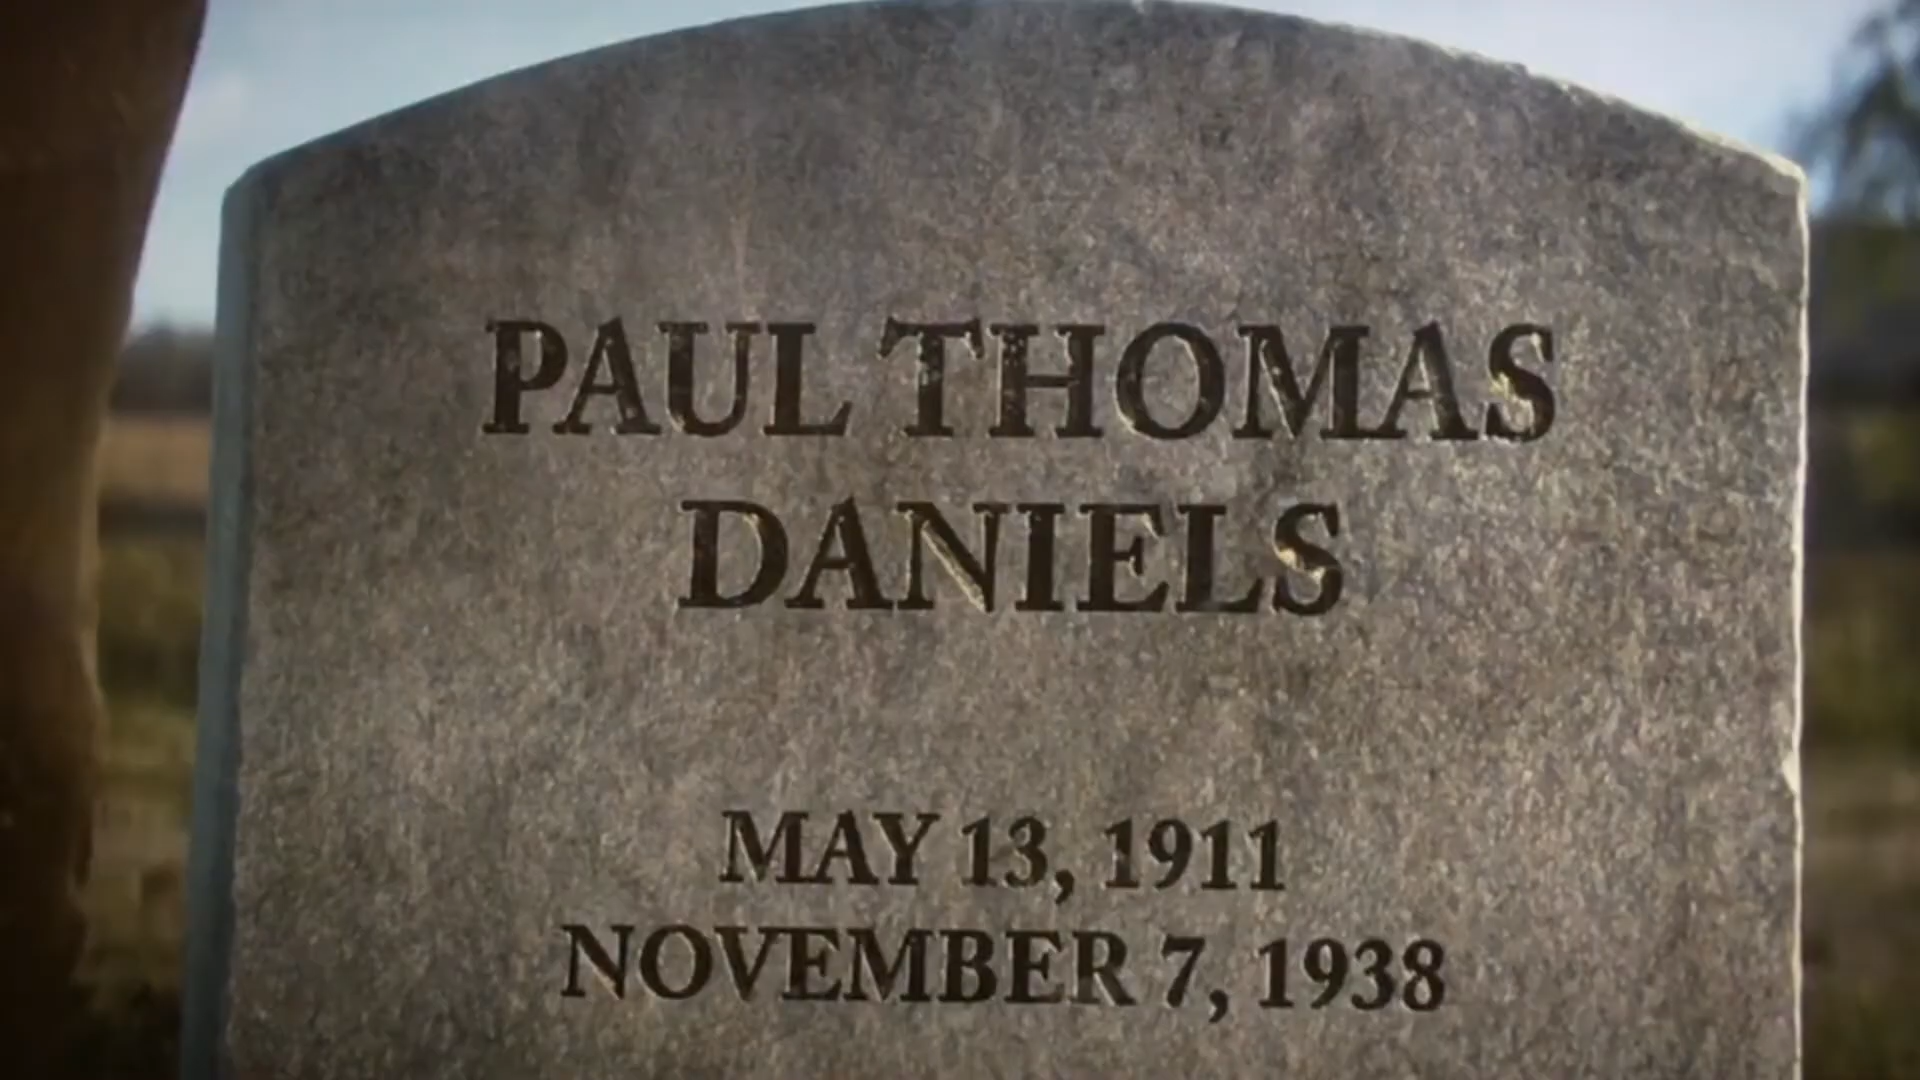 PAUL THOMAS
DANIELS
MAY 13, 1911
NOVEMBER 7, 1938